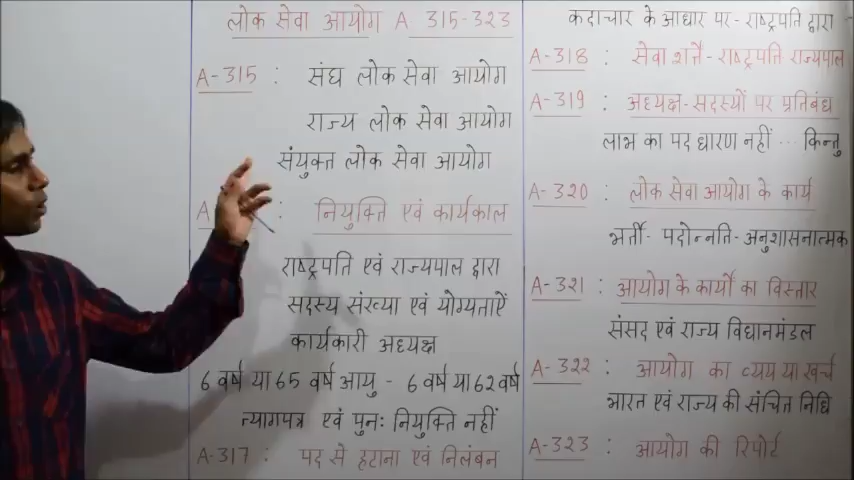 लोक सेवा आयोग A 315-323
A-315 : संघ लोक सेवा आयोग
राज्य लोक सेवा आयोग
संयुक्त लोक सेवा आयोग
A : नियुक्ति एवं कार्यकाल
राष्ट्रपति एवं राज्यपाल द्वारा
सदस्य संख्या एवं योग्यताऐं
कार्यकारी अध्यक्ष
6 वर्ष या 65 वर्ष आयु - 6 वर्ष या 62 वर्ष
त्यागपत्र एवं पुनः नियुक्ति नहीं
A-317 : पद से हटाना एवं निलंबन
कदाचार के आधार पर - राष्ट्रपति द्वारा
A-318 : सेवा शर्तें - राष्ट्रपति राज्यपाल
A-319 : अध्यक्ष-सदस्यों पर प्रतिबंध
लाभ का पद धारण नहीं ... किन्तु
A-320 : लोक सेवा आयोग के कार्य
भर्ती- पदोन्नति-अनुशासनात्मक
A-321 : आयोग के कार्यों का विस्तार
संसद एवं राज्य विधानमंडल
A-322 : आयोग का व्यय या खर्च
भारत एवं राज्य की संचित निधि
A-323 : आयोग की रिपोर्ट